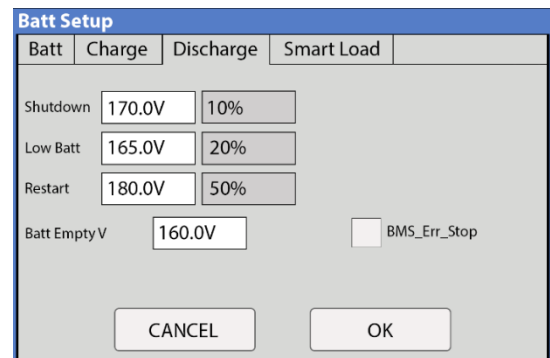 Batt Setup
Batt Charge Discharge Smart Load
Shutdown 170.0V 10%
Low Batt 165.0V 20%
Restart 180.0V 50%
Batt Empty V 160.0V BMS_Err_Stop
CANCEL OK